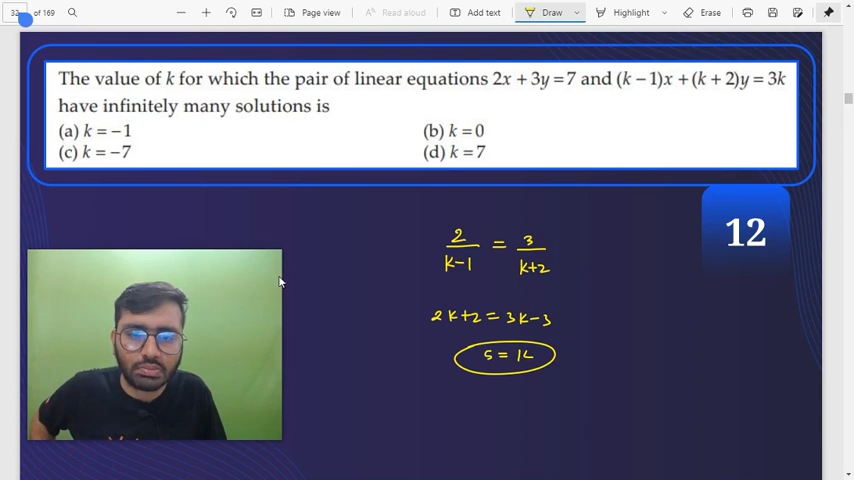 32 of 169 Page view Read aloud Add text Draw Highlight Erase Share
The value of k for which the pair of linear equations 2x + 3y = 7 and (k − 1)x + (k + 2)y = 3k
have infinitely many solutions is
(a) k = −1 (b) k = 0
(c) k = −7 (d) k = 7
12
2/k−1 = 3/k+2
2k+2 = 3k−3
5 = k